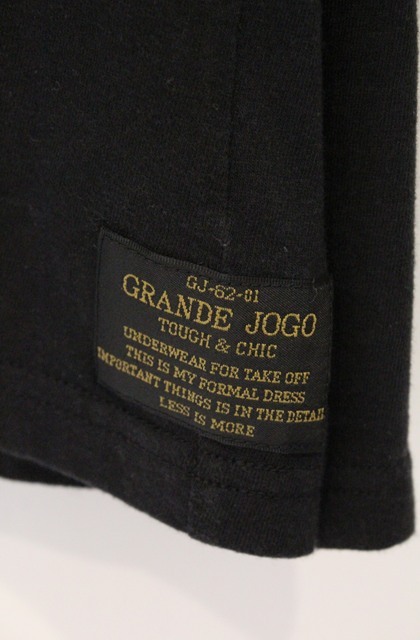 GJ-62-01
GRANDE JOGO
TOUGH & CHIC
UNDERWEAR FOR TAKE OFF
THIS IS MY FORMAL DRESS
IMPORTANT THINGS IS IN THE DETAIL
LESS IS MORE